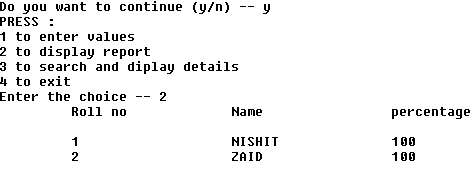 Do you want to continue (y/n) -- y
PRESS :
1 to enter values
2 to display report
3 to search and diplay details
4 to exit
Enter the choice -- 2
Roll no Name percentage
1 NISHIT 100
2 ZAID 100